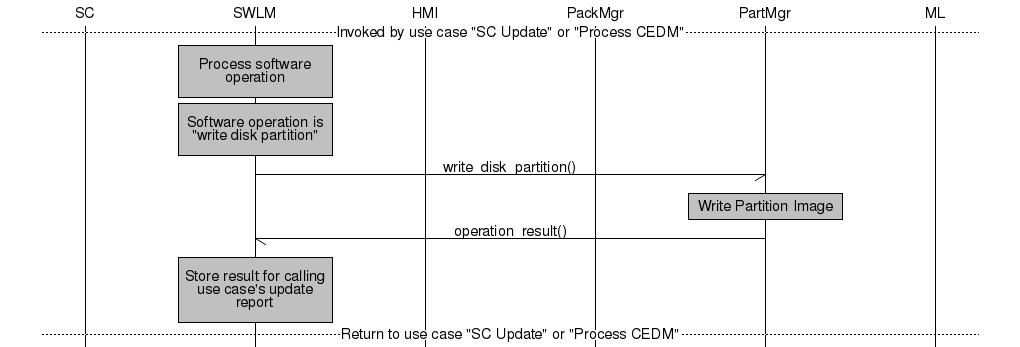 SC SWLM HMI PackMgr PartMgr ML
Invoked by use case "SC Update" or "Process CEDM"
Process software
operation
Software operation is
"write disk partition"
write_disk_partition()
Write Partition Image
operation_result()
Store result for calling
use case's update
report
Return to use case "SC Update" or "Process CEDM"